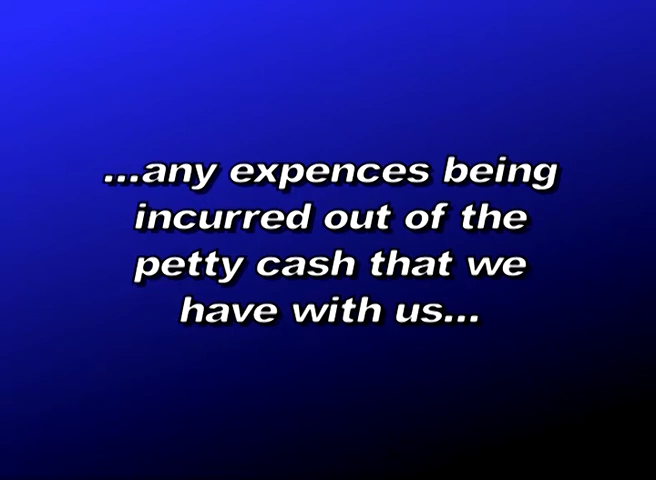 ...any expences being
incurred out of the
petty cash that we
have with us...